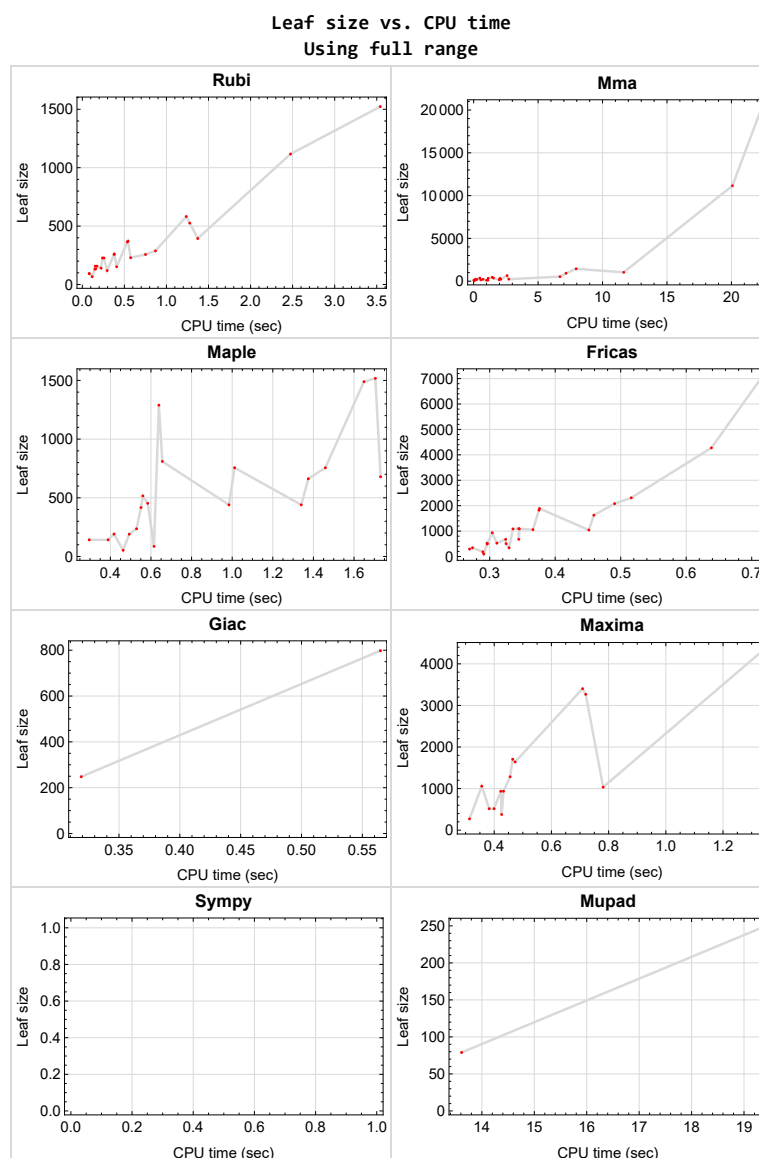 Leaf size vs. CPU time
Using full range
Rubi
1500
1000
500
0
Leaf size
0.0 0.5 1.0 1.5 2.0 2.5 3.0 3.5
CPU time (sec)
Mma
20 000
15 000
10 000
5000
0
Leaf size
0 5 10 15 20
CPU time (sec)
Maple
1500
1000
500
0
Leaf size
0.4 0.6 0.8 1.0 1.2 1.4 1.6
CPU time (sec)
Fricas
7000
6000
5000
4000
3000
2000
1000
0
Leaf size
0.3 0.4 0.5 0.6 0.7
CPU time (sec)
Giac
800
600
400
200
0
Leaf size
0.35 0.40 0.45 0.50 0.55
CPU time (sec)
Maxima
4000
3000
2000
1000
0
Leaf size
0.4 0.6 0.8 1.0 1.2
CPU time (sec)
Sympy
1.0
0.8
0.6
0.4
0.2
0.0
Leaf size
0.0 0.2 0.4 0.6 0.8 1.0
CPU time (sec)
Mupad
250
200
150
100
50
0
Leaf size
14 15 16 17 18 19
CPU time (sec)